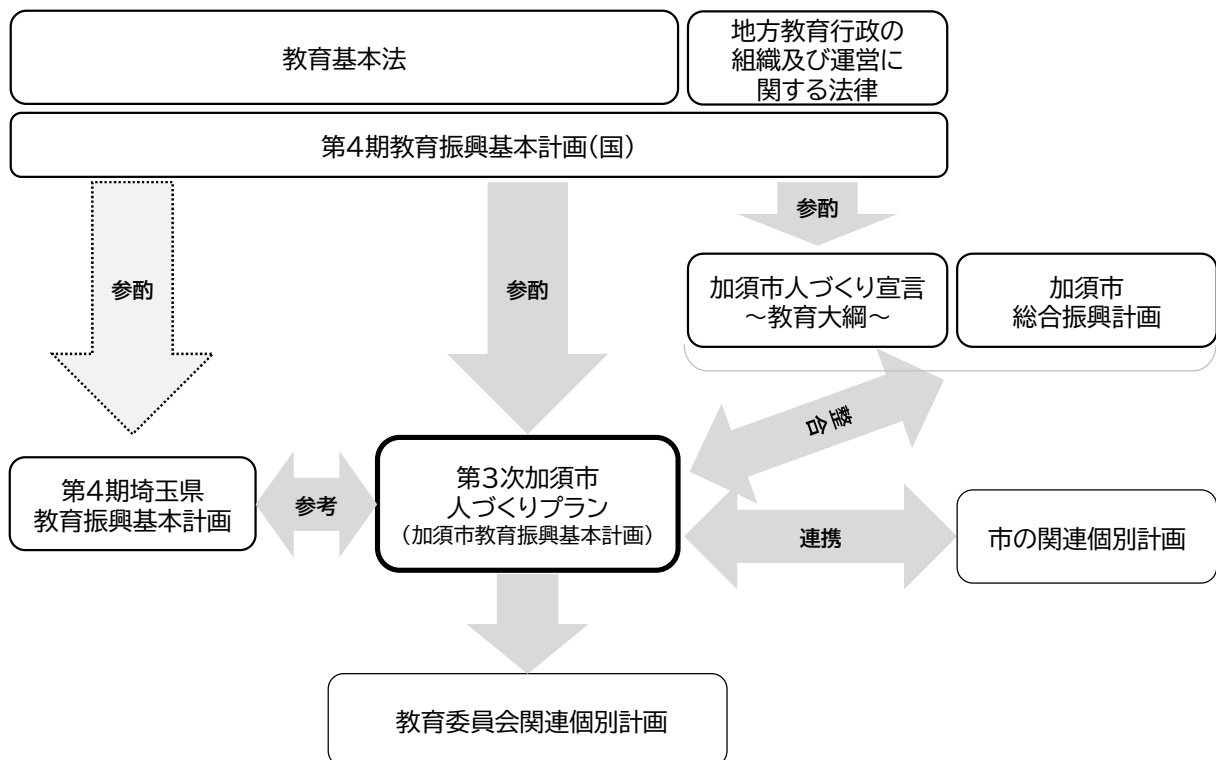 教育基本法
地方教育行政の
組織及び運営に
関する法律
第4期教育振興基本計画(国)
参酌
参酌
参酌
加須市人づくり宣言
～教育大綱～
加須市
総合振興計画
整合
第4期埼玉県
教育振興基本計画
参考
第3次加須市
人づくりプラン
(加須市教育振興基本計画)
連携
市の関連個別計画
教育委員会関連個別計画